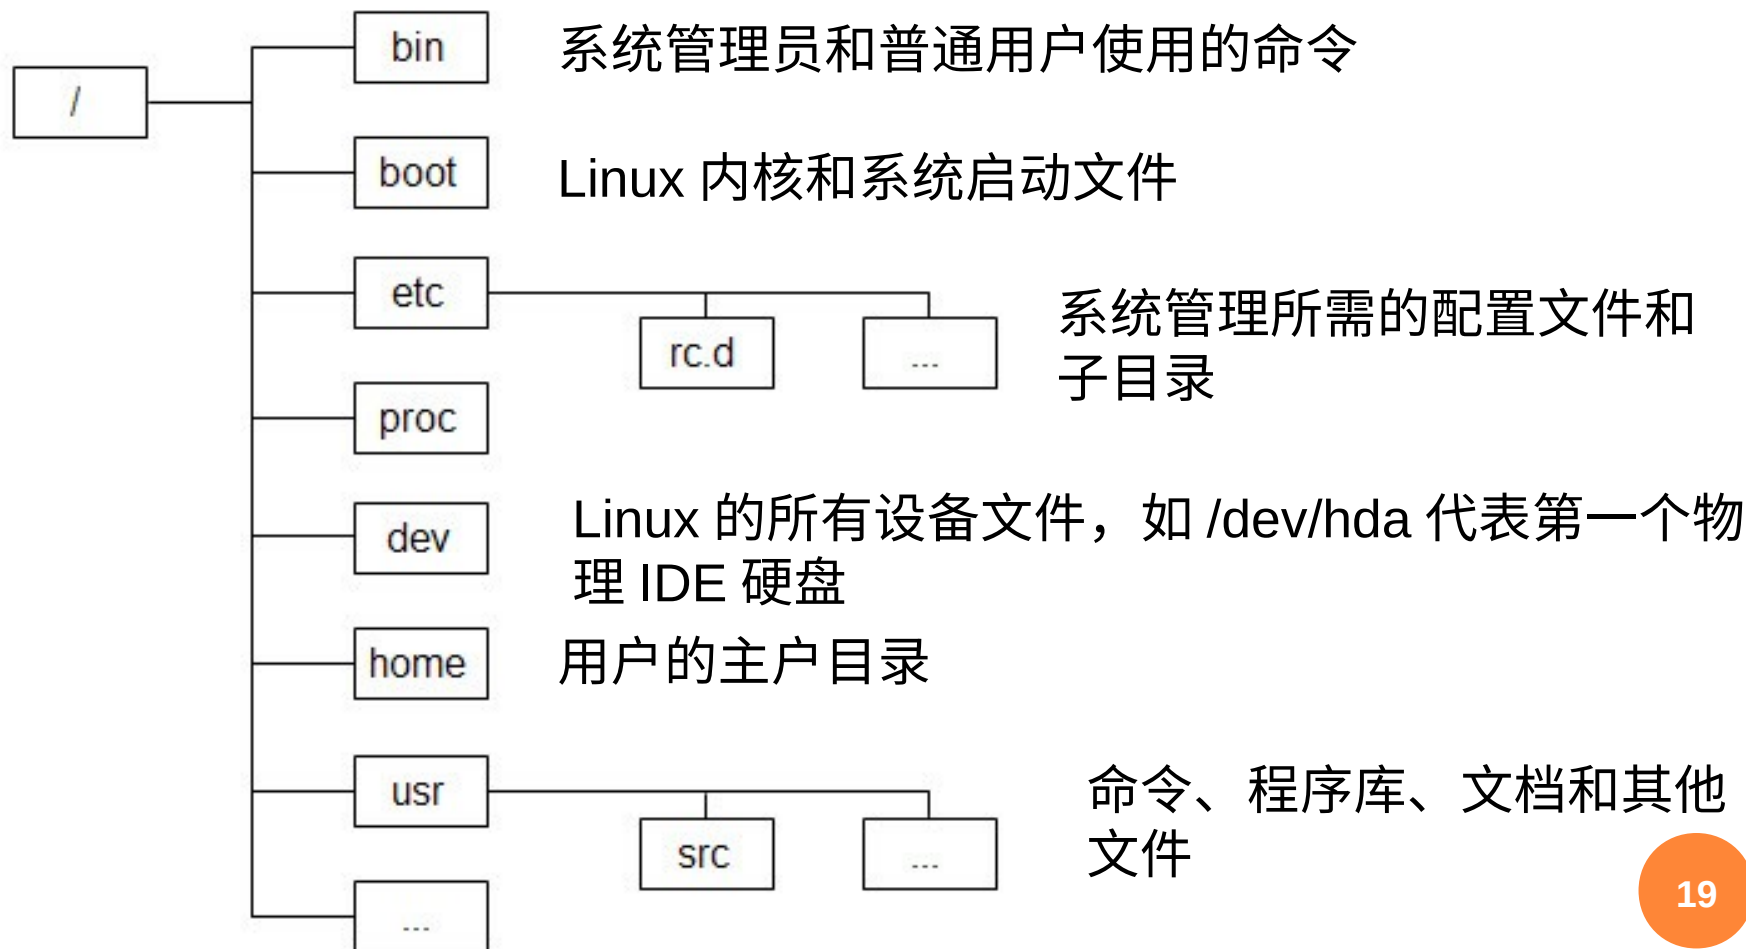 bin
系统管理员和普通用户使用的命令
/
boot
Linux 内核和系统启动文件
etc
系统管理所需的配置文件和
子目录
rc.d
...
proc
Linux 的所有设备文件，如 /dev/hda 代表第一个物
理 IDE 硬盘
dev
home
用户的主户目录
usr
命令、程序库、文档和其他
文件
src
...
...
19